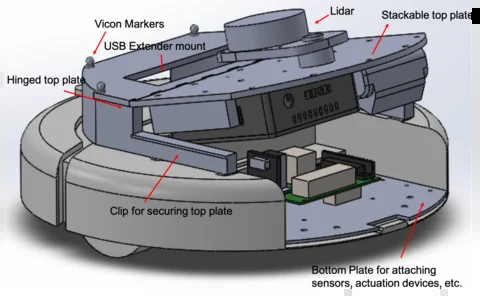 Vicon Markers
Lidar
Stackable top plate
USB Extender mount
Hinged top plate
Clip for securing top plate
Bottom Plate for attaching
sensors, actuation devices, etc.